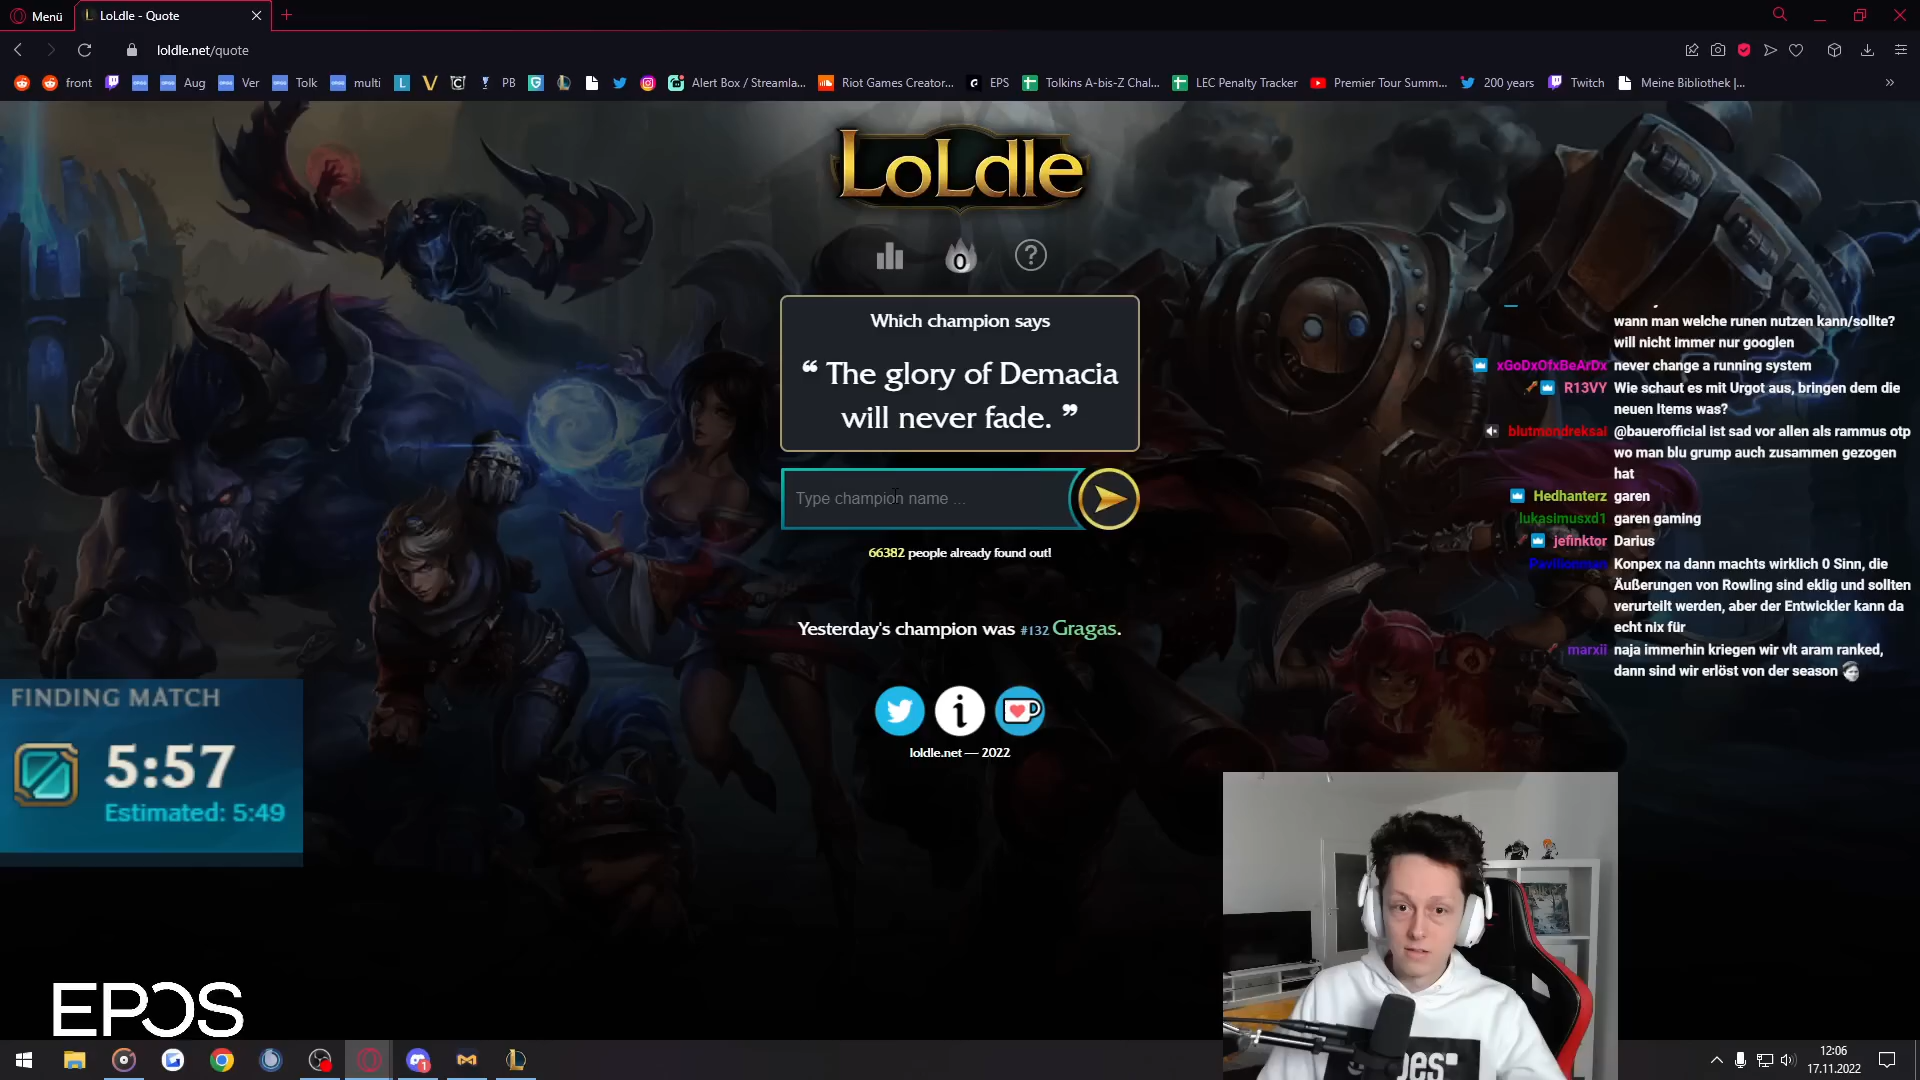 Menü
LoLdle - Quote
loldle.net/quote
front
Aug
Ver
Tolk
multi
PB
Alert Box / Streamla...
Riot Games Creator...
EPS
Tolkins A-bis-Z Chal...
LEC Penalty Tracker
Premier Tour Summ...
200 years
Twitch
Meine Bibliothek |...
LoLdle
0
Which champion says
“ The glory of Demacia
will never fade. ”
Type champion name ...
66382 people already found out!
Yesterday's champion was #132 Gragas.
loldle.net — 2022
FINDING MATCH
5:57
Estimated: 5:49
wann man welche runen nutzen kann/sollte?
will nicht immer nur googlen
xGoDxOfxBeArDx never change a running system
R13VY Wie schaut es mit Urgot aus, bringen dem die
neuen Items was?
blutmondreksai @bauerofficial ist sad vor allen als rammus otp
wo man blu grump auch zusammen gezogen
hat
Hedhanterz garen
lukasimusxd1 garen gaming
jefinktor Darius
Konpex na dann machts wirklich 0 Sinn, die
Äußerungen von Rowling sind eklig und sollten
verurteilt werden, aber der Entwickler kann da
echt nix für
marxii naja immerhin kriegen wir vlt aram ranked,
dann sind wir erlöst von der season
EPOS
12:06
17.11.2022